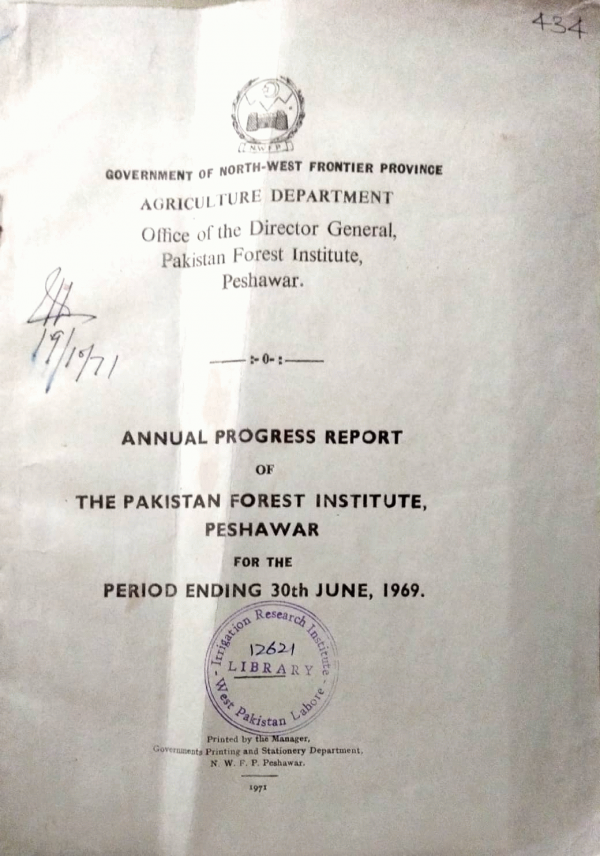 434
N.W.F.P.
GOVERNMENT OF NORTH-WEST FRONTIER PROVINCE
AGRICULTURE DEPARTMENT
Office of the Director General,
Pakistan Forest Institute,
Peshawar.
19/10/71
:- 0- :
ANNUAL PROGRESS REPORT
OF
THE PAKISTAN FOREST INSTITUTE,
PESHAWAR
FOR THE
PERIOD ENDING 30th JUNE, 1969.
- Irrigation Research Institute -
12621
LIBRARY
West Pakistan Lahore
Printed by the Manager,
Governments Printing and Stationery Department,
N. W. F. P. Peshawar.
1971